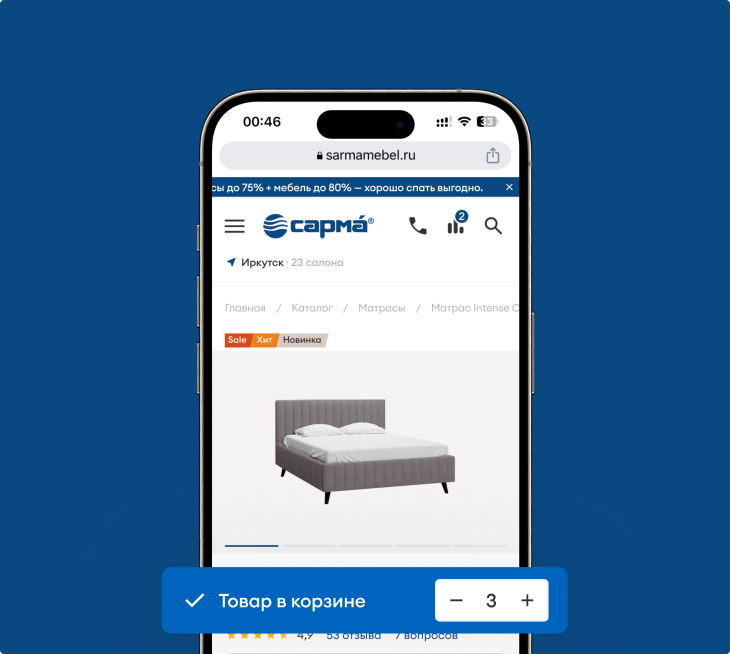 00:46
33
sarmamebel.ru
сы до 75% + мебель до 80% — хорошо спать выгодно.
сарма́®
2
Иркутск · 23 салона
Главная / Каталог / Матрасы / Матрас Intense
Sale Хит Новинка
Товар в корзине
3
4,9 53 отзыва 7 вопросов